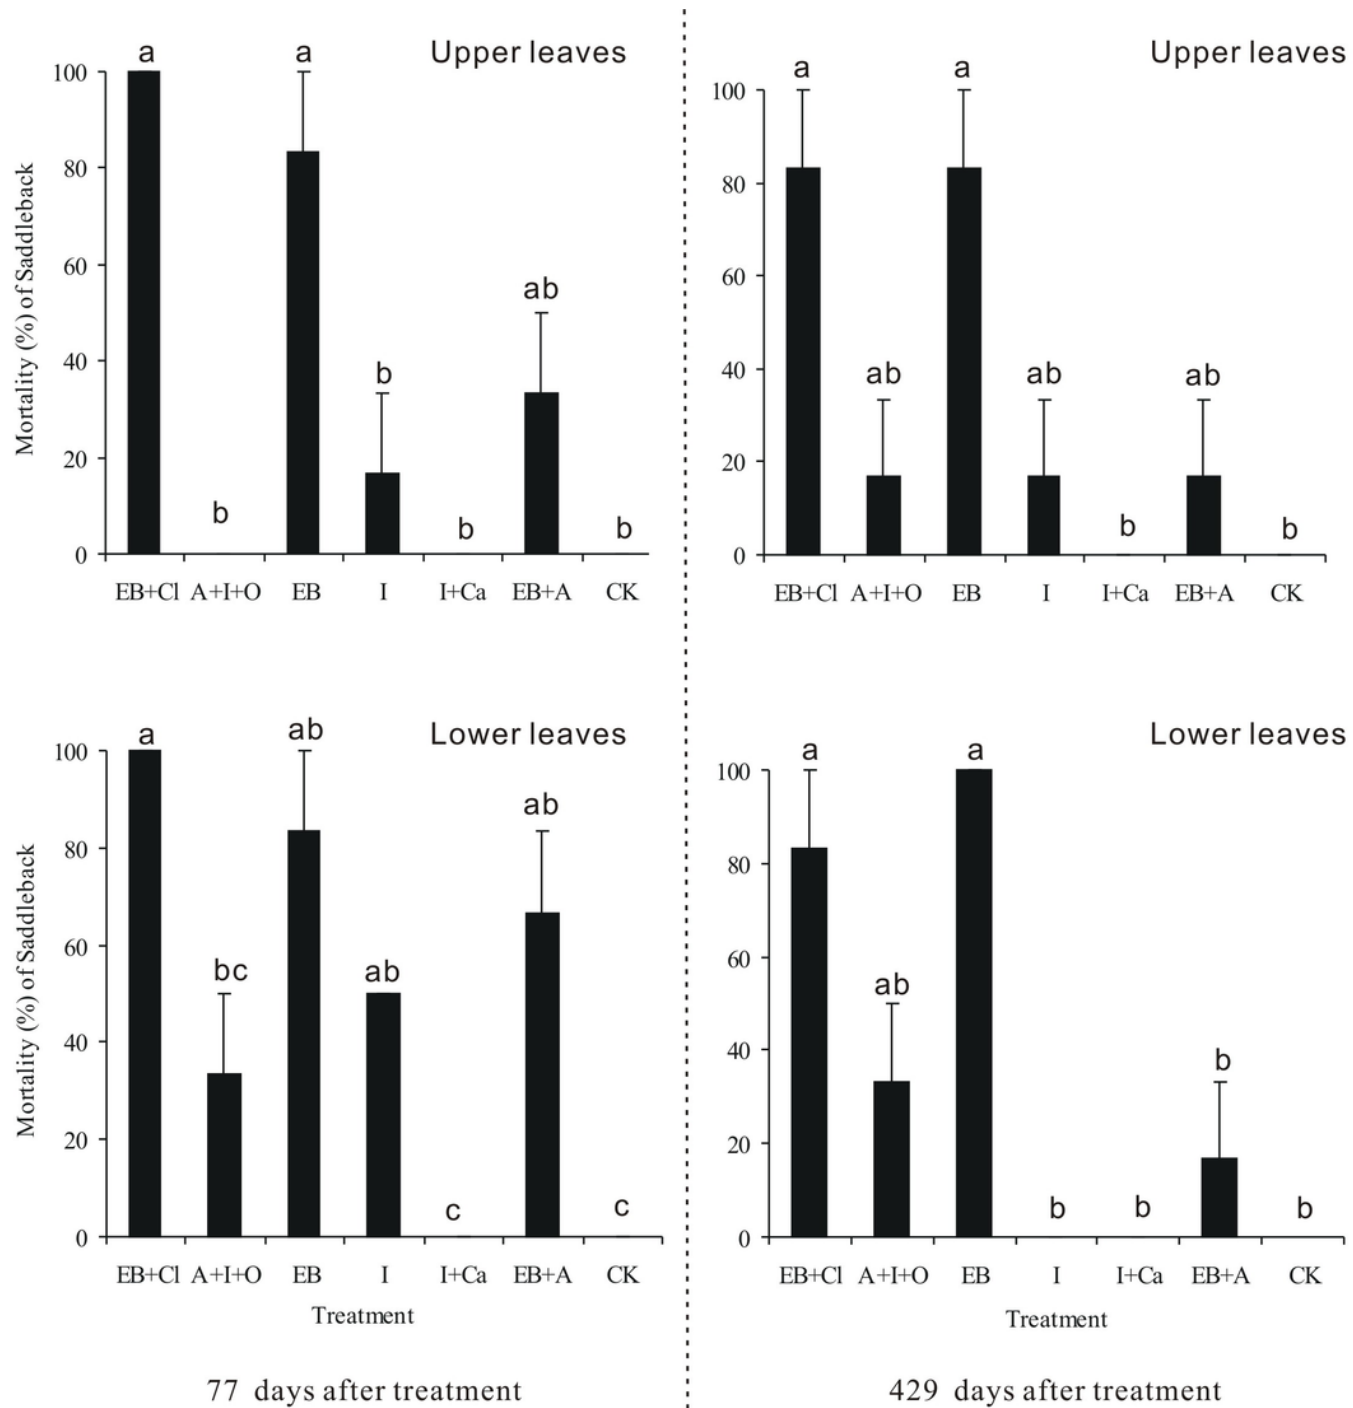 Upper leaves
a a
100
80
60
40
20
0
Mortality (%) of Saddleback
b b b ab b
EB+Cl A+I+O EB I I+Ca EB+A CK
Upper leaves
a a
100
80
60
40
20
0
ab ab b ab b
EB+Cl A+I+O EB I I+Ca EB+A CK
Lower leaves
a ab
100
80
60
40
20
0
Mortality (%) of Saddleback
bc ab c ab c
EB+Cl A+I+O EB I I+Ca EB+A CK
Treatment
77 days after treatment
Lower leaves
a a
100
80
60
40
20
0
ab b b b b
EB+Cl A+I+O EB I I+Ca EB+A CK
Treatment
429 days after treatment